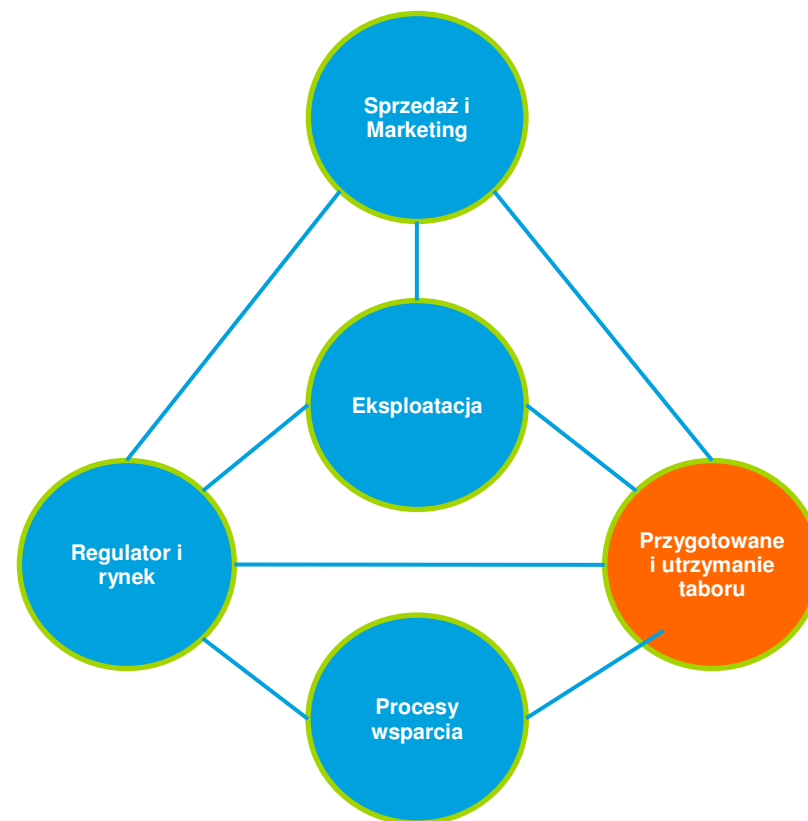 Sprzedaż i
Marketing
Eksploatacja
Regulator i
rynek
Przygotowane
i utrzymanie
taboru
Procesy
wsparcia